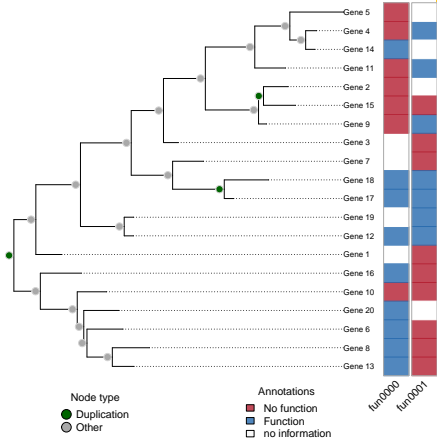 Gene 5
Gene 4
Gene 14
Gene 11
Gene 2
Gene 15
Gene 9
Gene 3
Gene 7
Gene 18
Gene 17
Gene 19
Gene 12
Gene 1
Gene 16
Gene 10
Gene 20
Gene 6
Gene 8
Gene 13
fun0000 fun0001
Node type
Duplication
Other
Annotations
No function
Function
no information